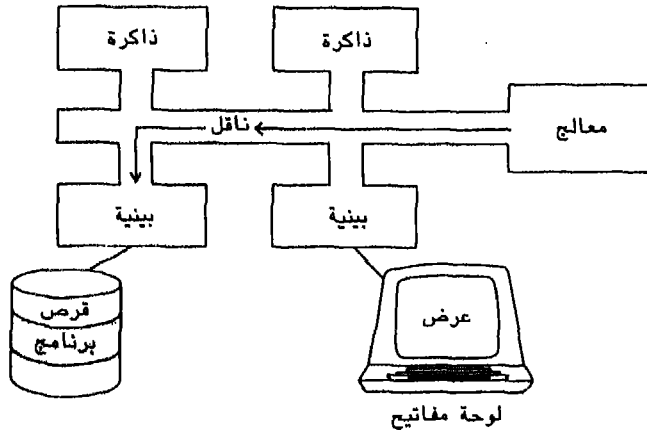 ذاكرة
ذاكرة
معالج
ناقل
بينية
بينية
قرص
برنامج
عرض
لوحة مفاتيح